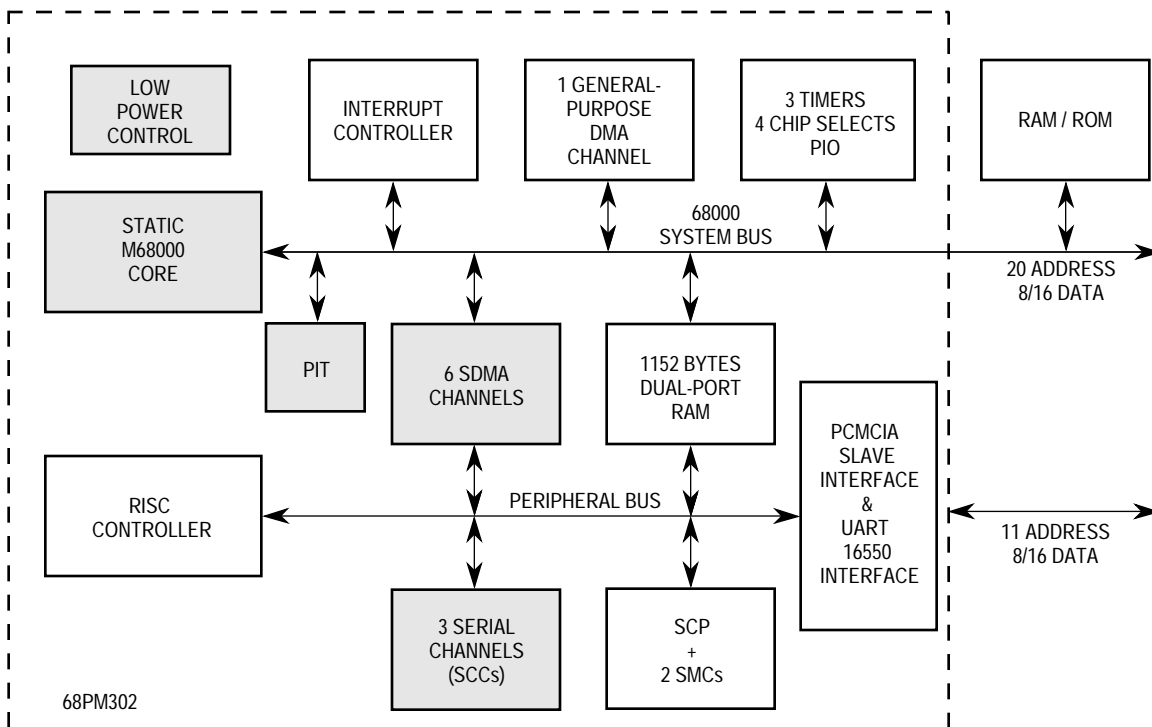 LOW
POWER
CONTROL
INTERRUPT
CONTROLLER
1 GENERAL-
PURPOSE
DMA
CHANNEL
3 TIMERS
4 CHIP SELECTS
PIO
RAM / ROM
STATIC
M68000
CORE
68000
SYSTEM BUS
20 ADDRESS
8/16 DATA
PIT
6 SDMA
CHANNELS
1152 BYTES
DUAL-PORT
RAM
PCMCIA
SLAVE
INTERFACE
&
UART
16550
INTERFACE
RISC
CONTROLLER
PERIPHERAL BUS
11 ADDRESS
8/16 DATA
3 SERIAL
CHANNELS
(SCCs)
SCP
+
2 SMCs
68PM302